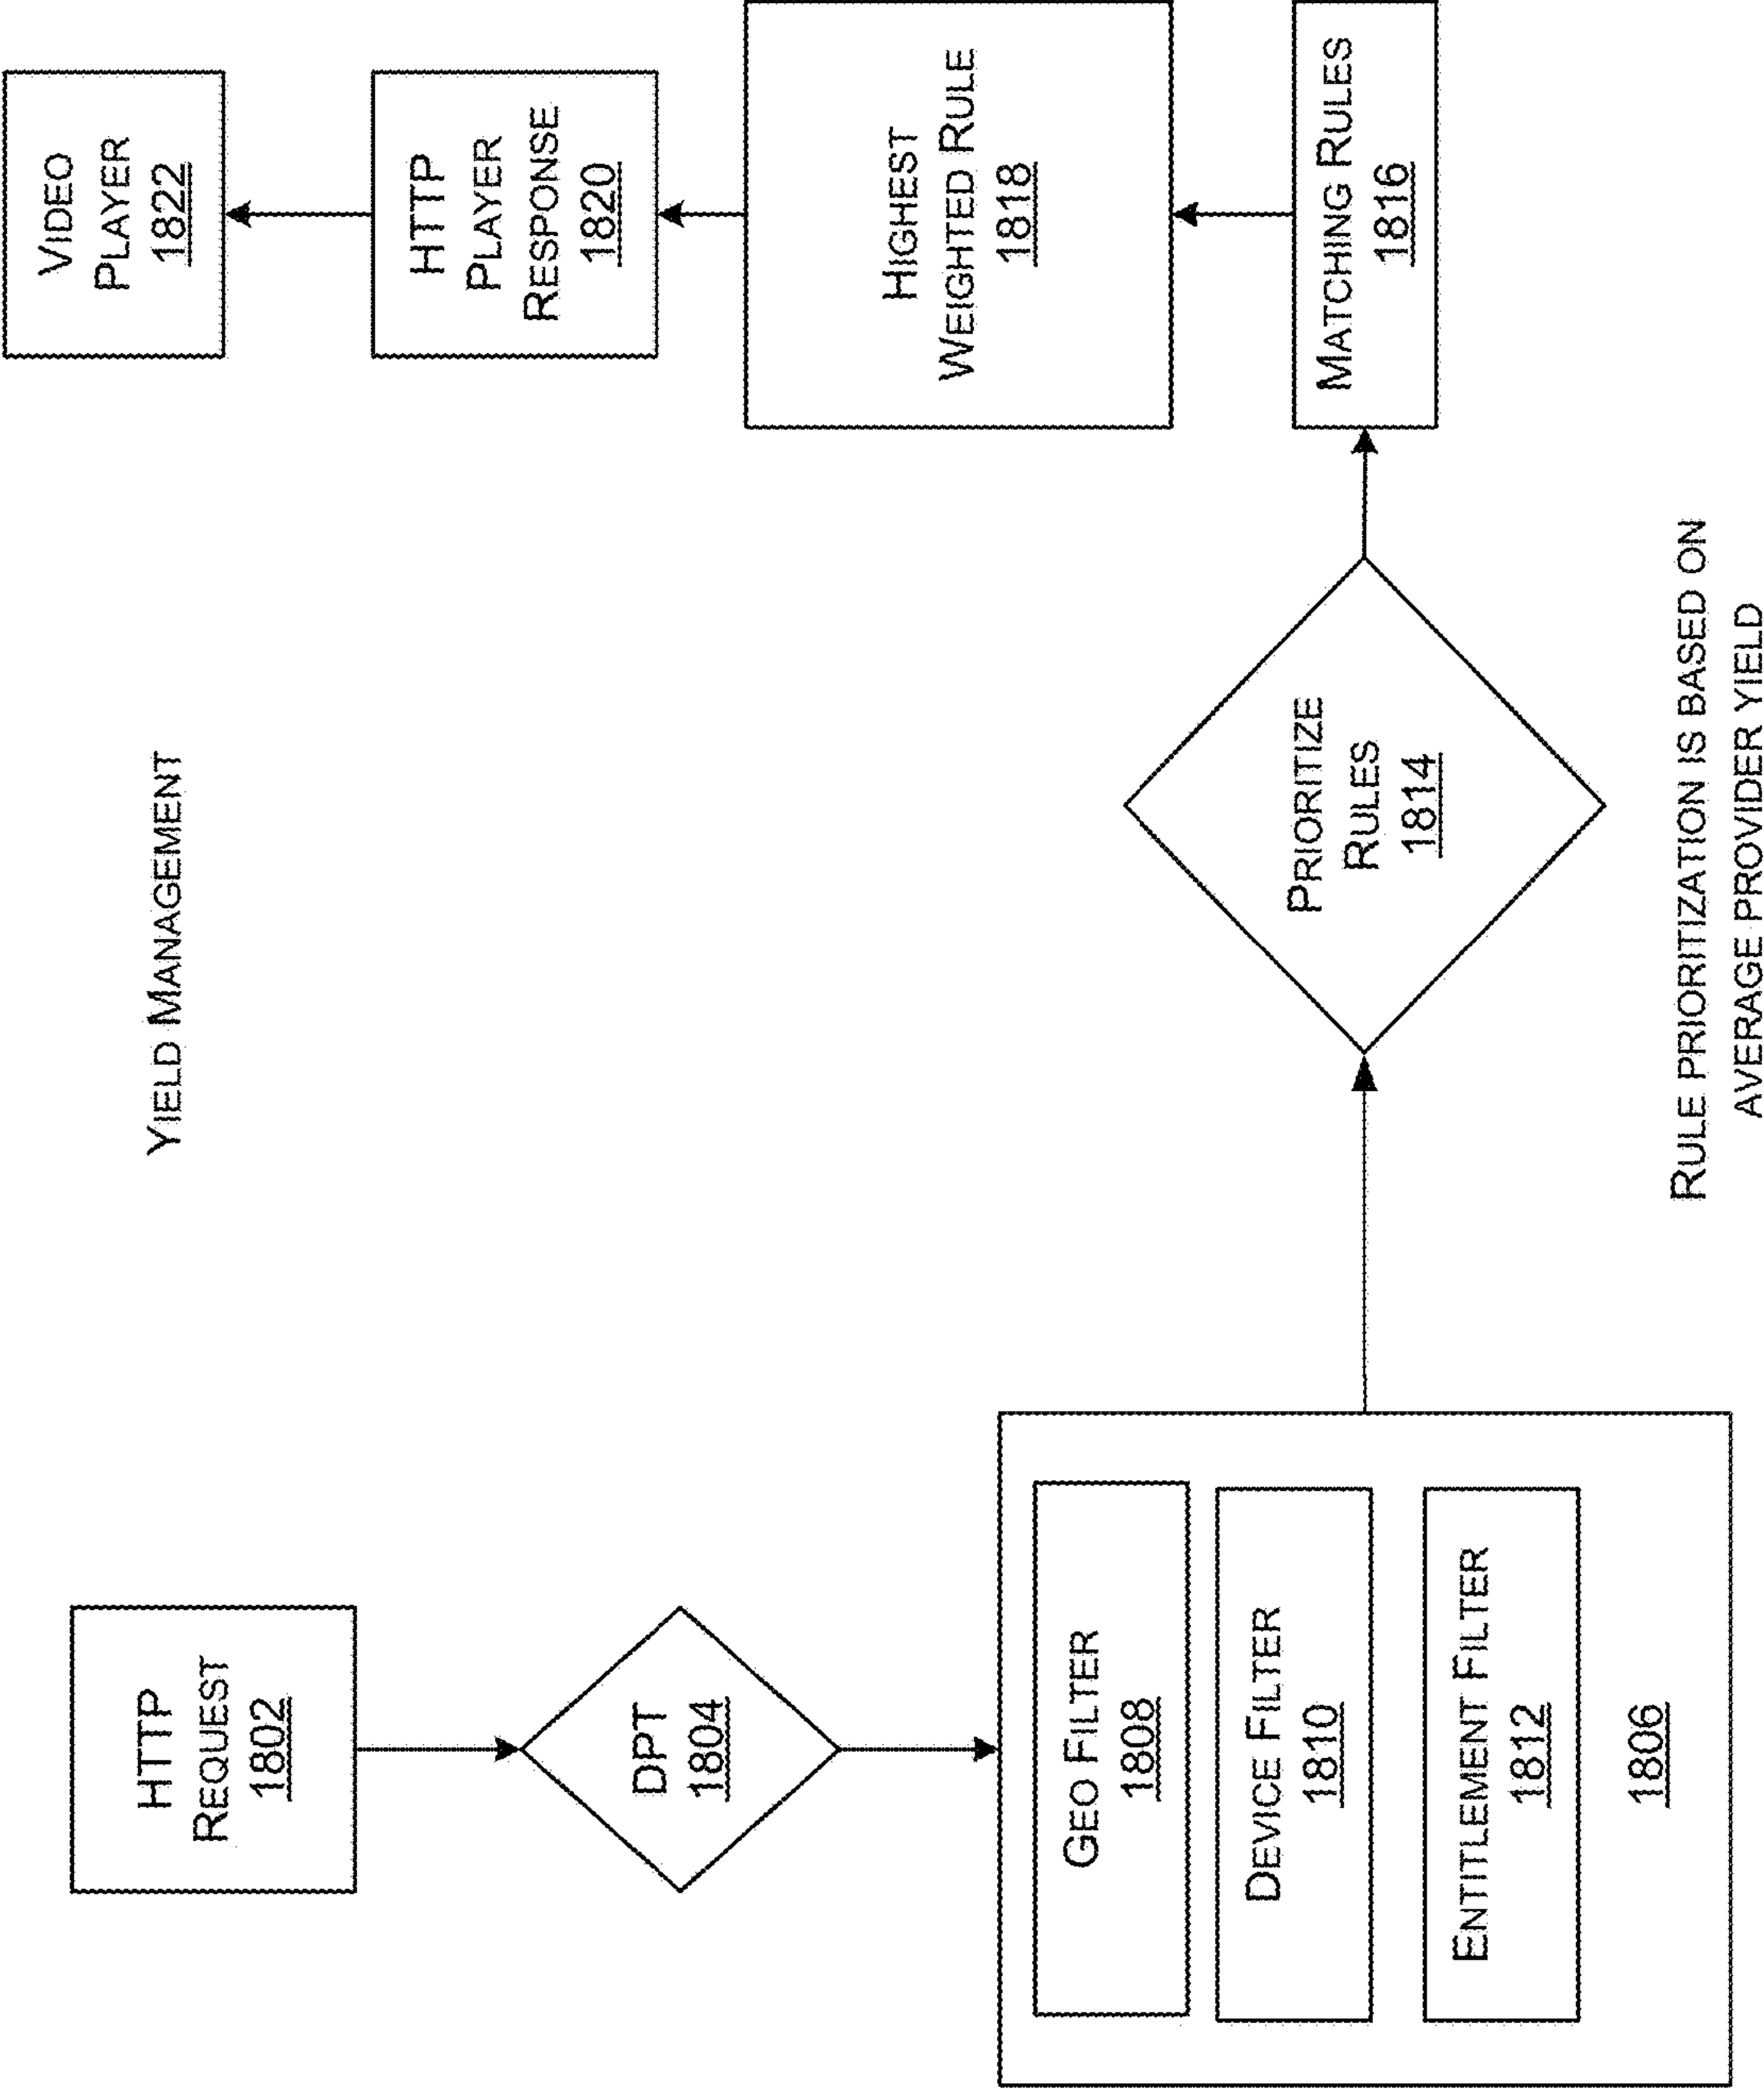 YIELD MANAGEMENT
HTTP
REQUEST
1802
DPT
1804
GEO FILTER
1808
DEVICE FILTER
1810
ENTITLEMENT FILTER
1812
1806
PRIORITIZE
RULES
1814
RULE PRIORITIZATION IS BASED ON
AVERAGE PROVIDER YIELD
MATCHING RULES
1816
HIGHEST
WEIGHTED RULE
1818
HTTP
PLAYER
RESPONSE
1820
VIDEO
PLAYER
1822